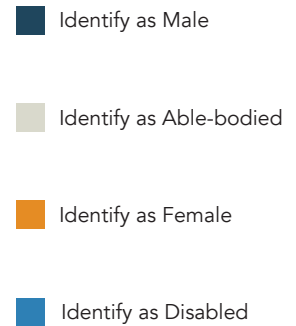 Identify as Male
Identify as Able-bodied
Identify as Female
Identify as Disabled